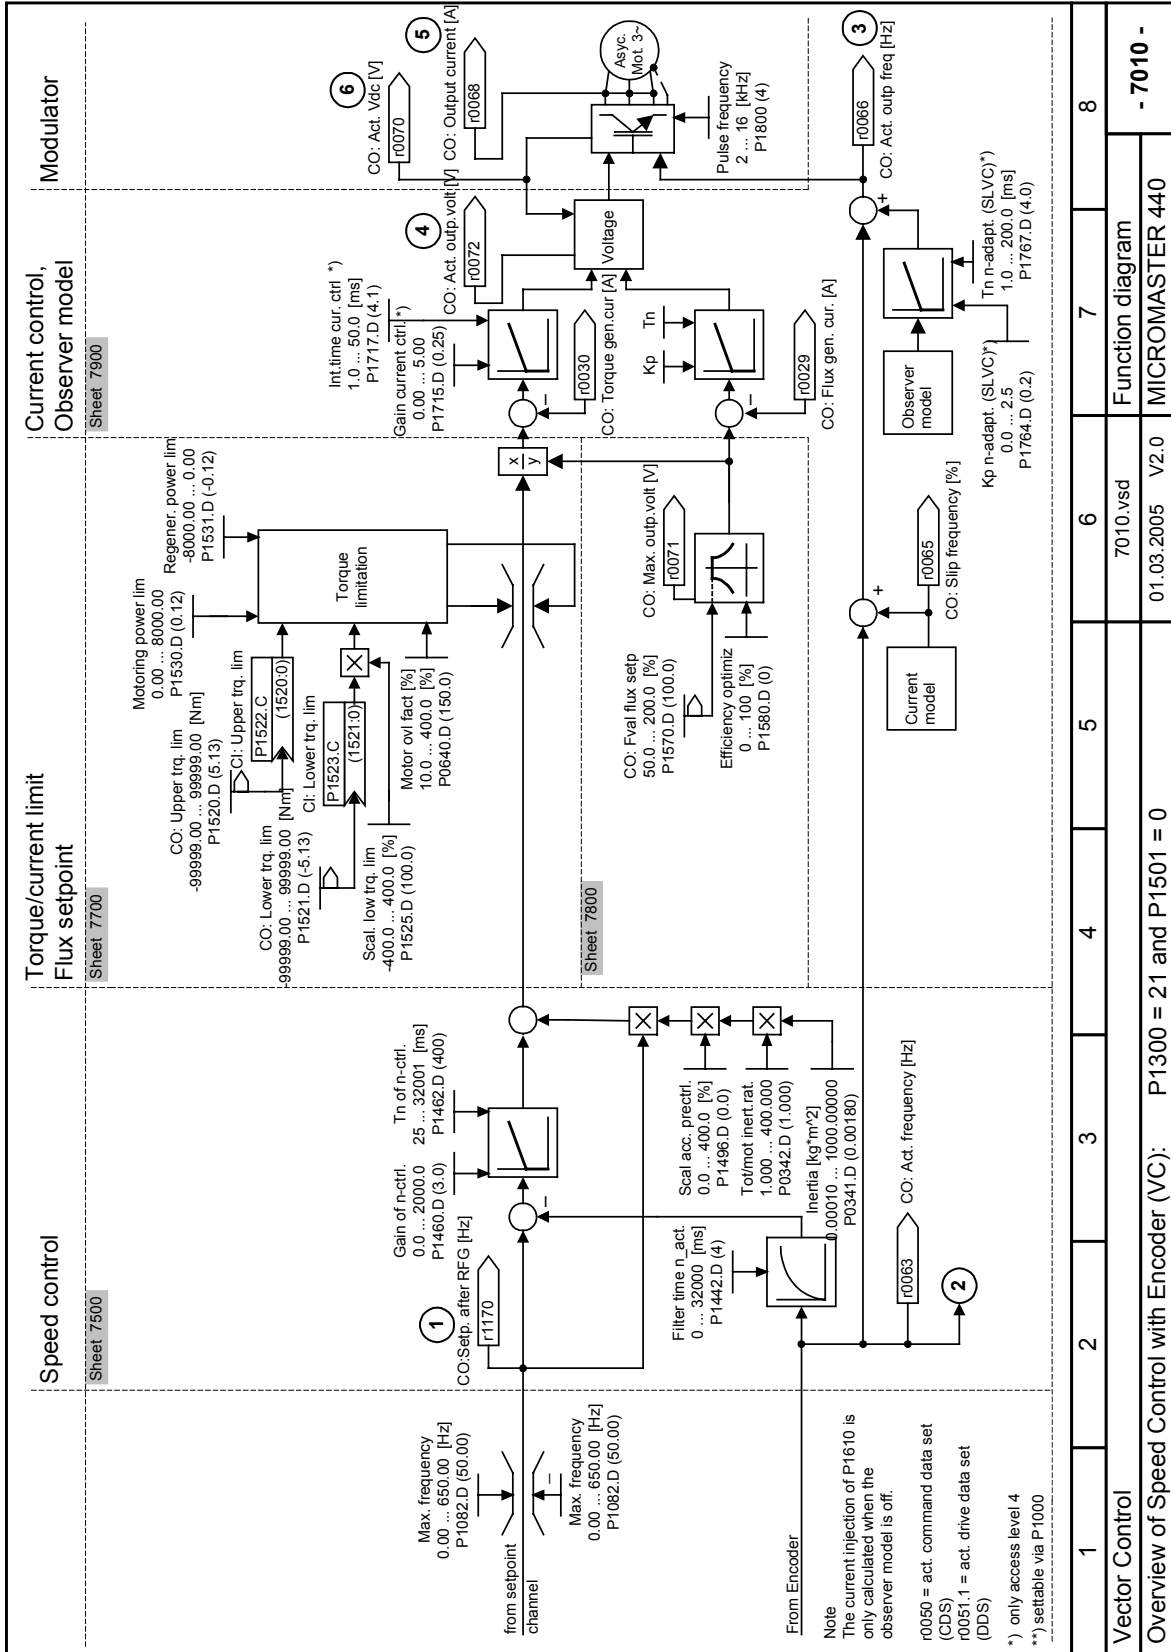 Speed control
Torque/current limit
Flux setpoint
Current control,
Observer model
Modulator
Sheet 7500
Sheet 7700
Sheet 7900
Sheet 7800
Max. frequency
0.00 ... 650.00 [Hz]
P1082.D (50.00)
from setpoint
channel
Max. frequency
0.00 ... 650.00 [Hz]
P1082.D (50.00)
–
1
CO:Setp. after RFG [Hz]
r1170
Gain of n-ctrl.
0.0 ... 2000.0
P1460.D (3.0)
Tn of n-ctrl.
25 ... 32001 [ms]
P1462.D (400)
–
Filter time n_act.
0 ... 32000 [ms]
P1442.D (4)
Scal acc. prectrl.
0.0 ... 400.0 [%]
P1496.D (0.0)
Tot/mot inert.rat.
1.000 ... 400.000
P0342.D (1.000)
Inertia [kg*m^2]
0.00010 ... 1000.00000
P0341.D (0.00180)
From Encoder
r0063
CO: Act. frequency [Hz]
2
CO: Upper trq. lim
-99999.00 ... 99999.00 [Nm]
P1520.D (5.13)
CI: Upper trq. lim
P1522.C
(1520:0)
CO: Lower trq. lim
-99999.00 ... 99999.00 [Nm]
P1521.D (-5.13)
CI: Lower trq. lim
P1523.C
(1521:0)
Scal. low trq. lim
-400.0 ... 400.0 [%]
P1525.D (100.0)
Motor ovl fact [%]
10.0 ... 400.0 [%]
P0640.D (150.0)
Motoring power lim
0.00 ... 8000.00
P1530.D (0.12)
Regener. power lim
-8000.00 ... 0.00
P1531.D (-0.12)
Torque
limitation
x
y
CO: Fval flux setp
50.0 ... 200.0 [%]
P1570.D (100.0)
Efficiency optimiz
0 ... 100 [%]
P1580.D (0)
CO: Max. outp.volt [V]
r0071
Current
model
r0065
CO: Slip frequency [%]
+
Int.time cur. ctrl *)
1.0 ... 50.0 [ms]
P1717.D (4.1)
Gain current ctrl.*)
0.00 ... 5.00
P1715.D (0.25)
–
r0030
CO: Torque gen.cur [A]
Kp
Tn
–
r0029
CO: Flux gen. cur. [A]
4
CO: Act. outp.volt[V]
r0072
Voltage
6
CO: Act. Vdc [V]
r0070
5
CO: Output current [A]
r0068
Asyc.
Mot. 3~
Pulse frequency
2 ... 16 [kHz]
P1800 (4)
3
r0066
CO: Act. outp freq [Hz]
+
Observer
model
Kp n-adapt. (SLVC)*)
0.0 ... 2.5
P1764.D (0.2)
Tn n-adapt. (SLVC)*)
1.0 ... 200.0 [ms]
P1767.D (4.0)
Note
The current injection of P1610 is
only calculated when the
observer model is off.
r0050 = act. command data set
(CDS)
r0051.1 = act. drive data set
(DDS)
*) only access level 4
**) settable via P1000
1 2 3 4 5 6 7 8
Vector Control
7010.vsd
Function diagram
- 7010 -
Overview of Speed Control with Encoder (VC): P1300 = 21 and P1501 = 0
01.03.2005 V2.0
MICROMASTER 440